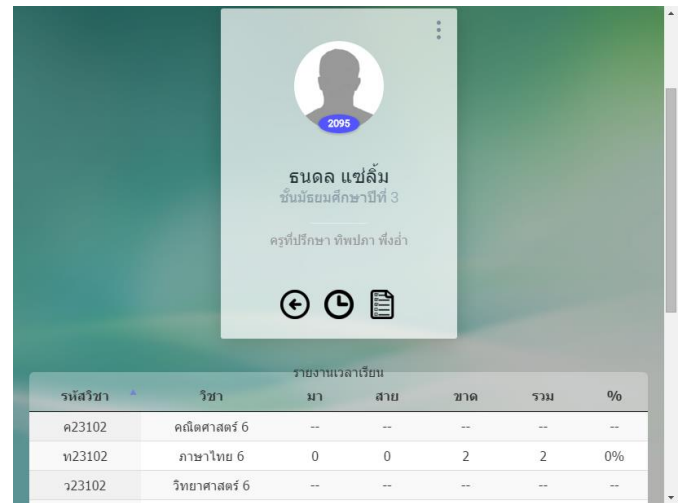 2095
ธนดล แซ่ลิ้ม
ชั้นมัธยมศึกษาปีที่ 3
ครูที่ปรึกษา ทิพปภา พึ่งฮ่ำ
รายงานเวลาเรียน
รหัสวิชา วิชา มา สาย ขาด รวม %
ค23102 คณิตศาสตร์ 6 -- -- -- -- --
ท23102 ภาษาไทย 6 0 0 2 2 0%
ว23102 วิทยาศาสตร์ 6 -- -- -- -- --